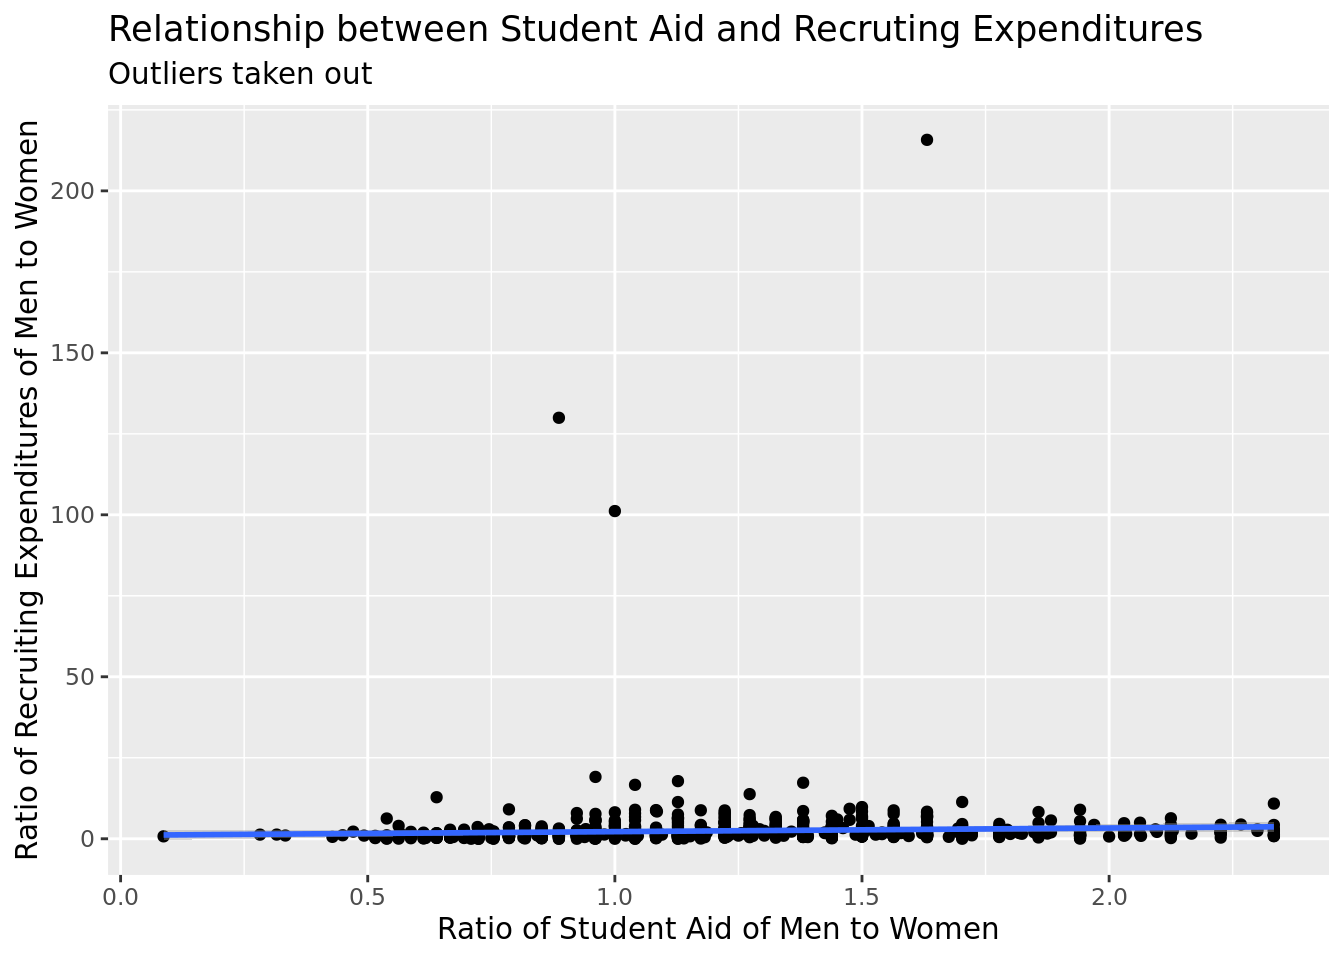 Relationship between Student Aid and Recruting Expenditures
Outliers taken out
Ratio of Recruiting Expenditures of Men to Women
200
150
100
50
0
0.0
0.5
1.0
1.5
2.0
Ratio of Student Aid of Men to Women